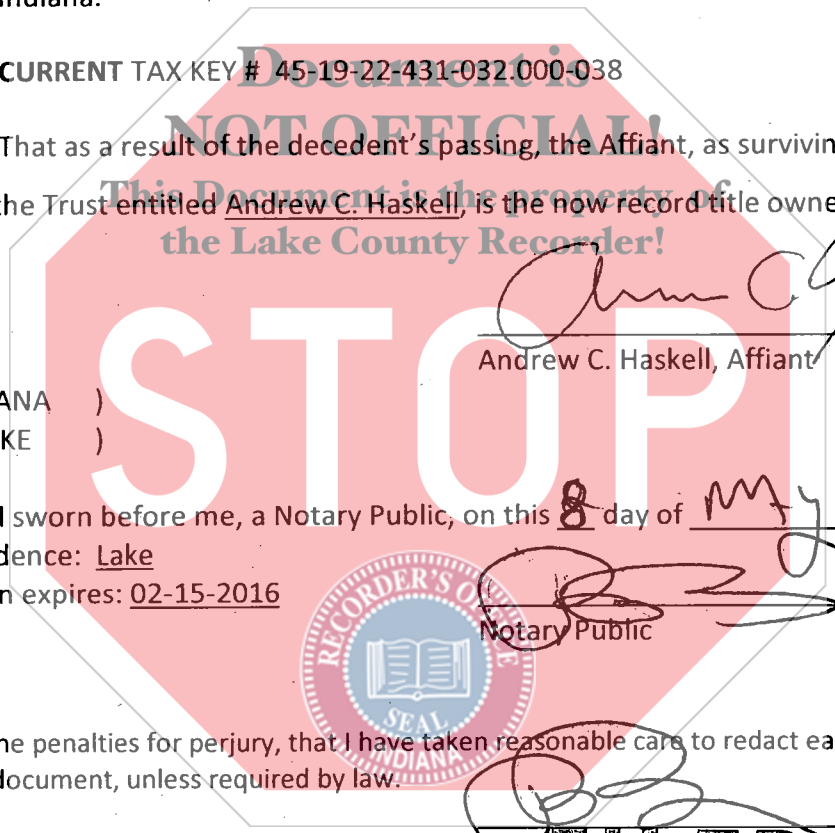 Indiana.
CURRENT TAX KEY # 45-19-22-431-032.000-038
Document is
NOT OFFICIAL!
This Document is the property of
the Lake County Recorder!
That as a result of the decedent's passing, the Affiant, as survivin
the Trust entitled Andrew C. Haskell, is the now record title owne
STOP
Andrew C. Haskell, Affiant
ANA )
KE )
sworn before me, a Notary Public, on this 8 day of May
dence: Lake
n expires: 02-15-2016
Notary Public
RECORDER'S OFFICE
SEAL
INDIANA
he penalties for perjury, that I have taken reasonable care to redact ea
document, unless required by law.